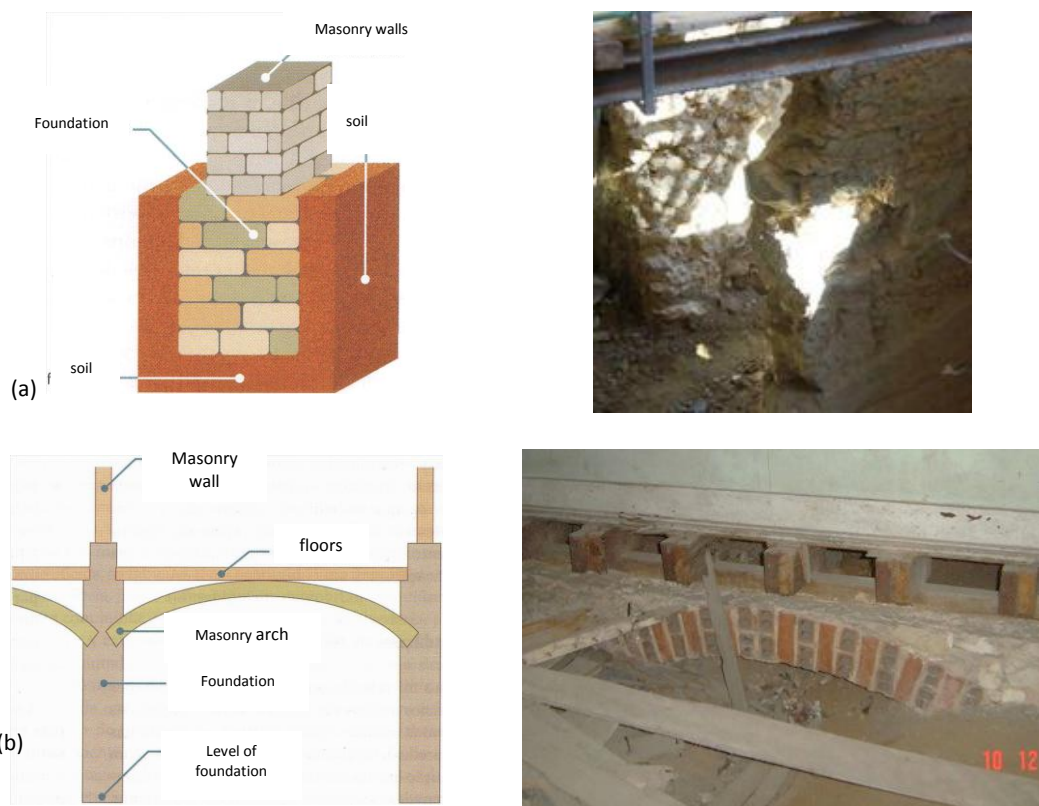 Masonry walls
Foundation
soil
soil
f
(a)
Masonry
wall
floors
Masonry arch
Foundation
(b)
Level of
foundation
10 12